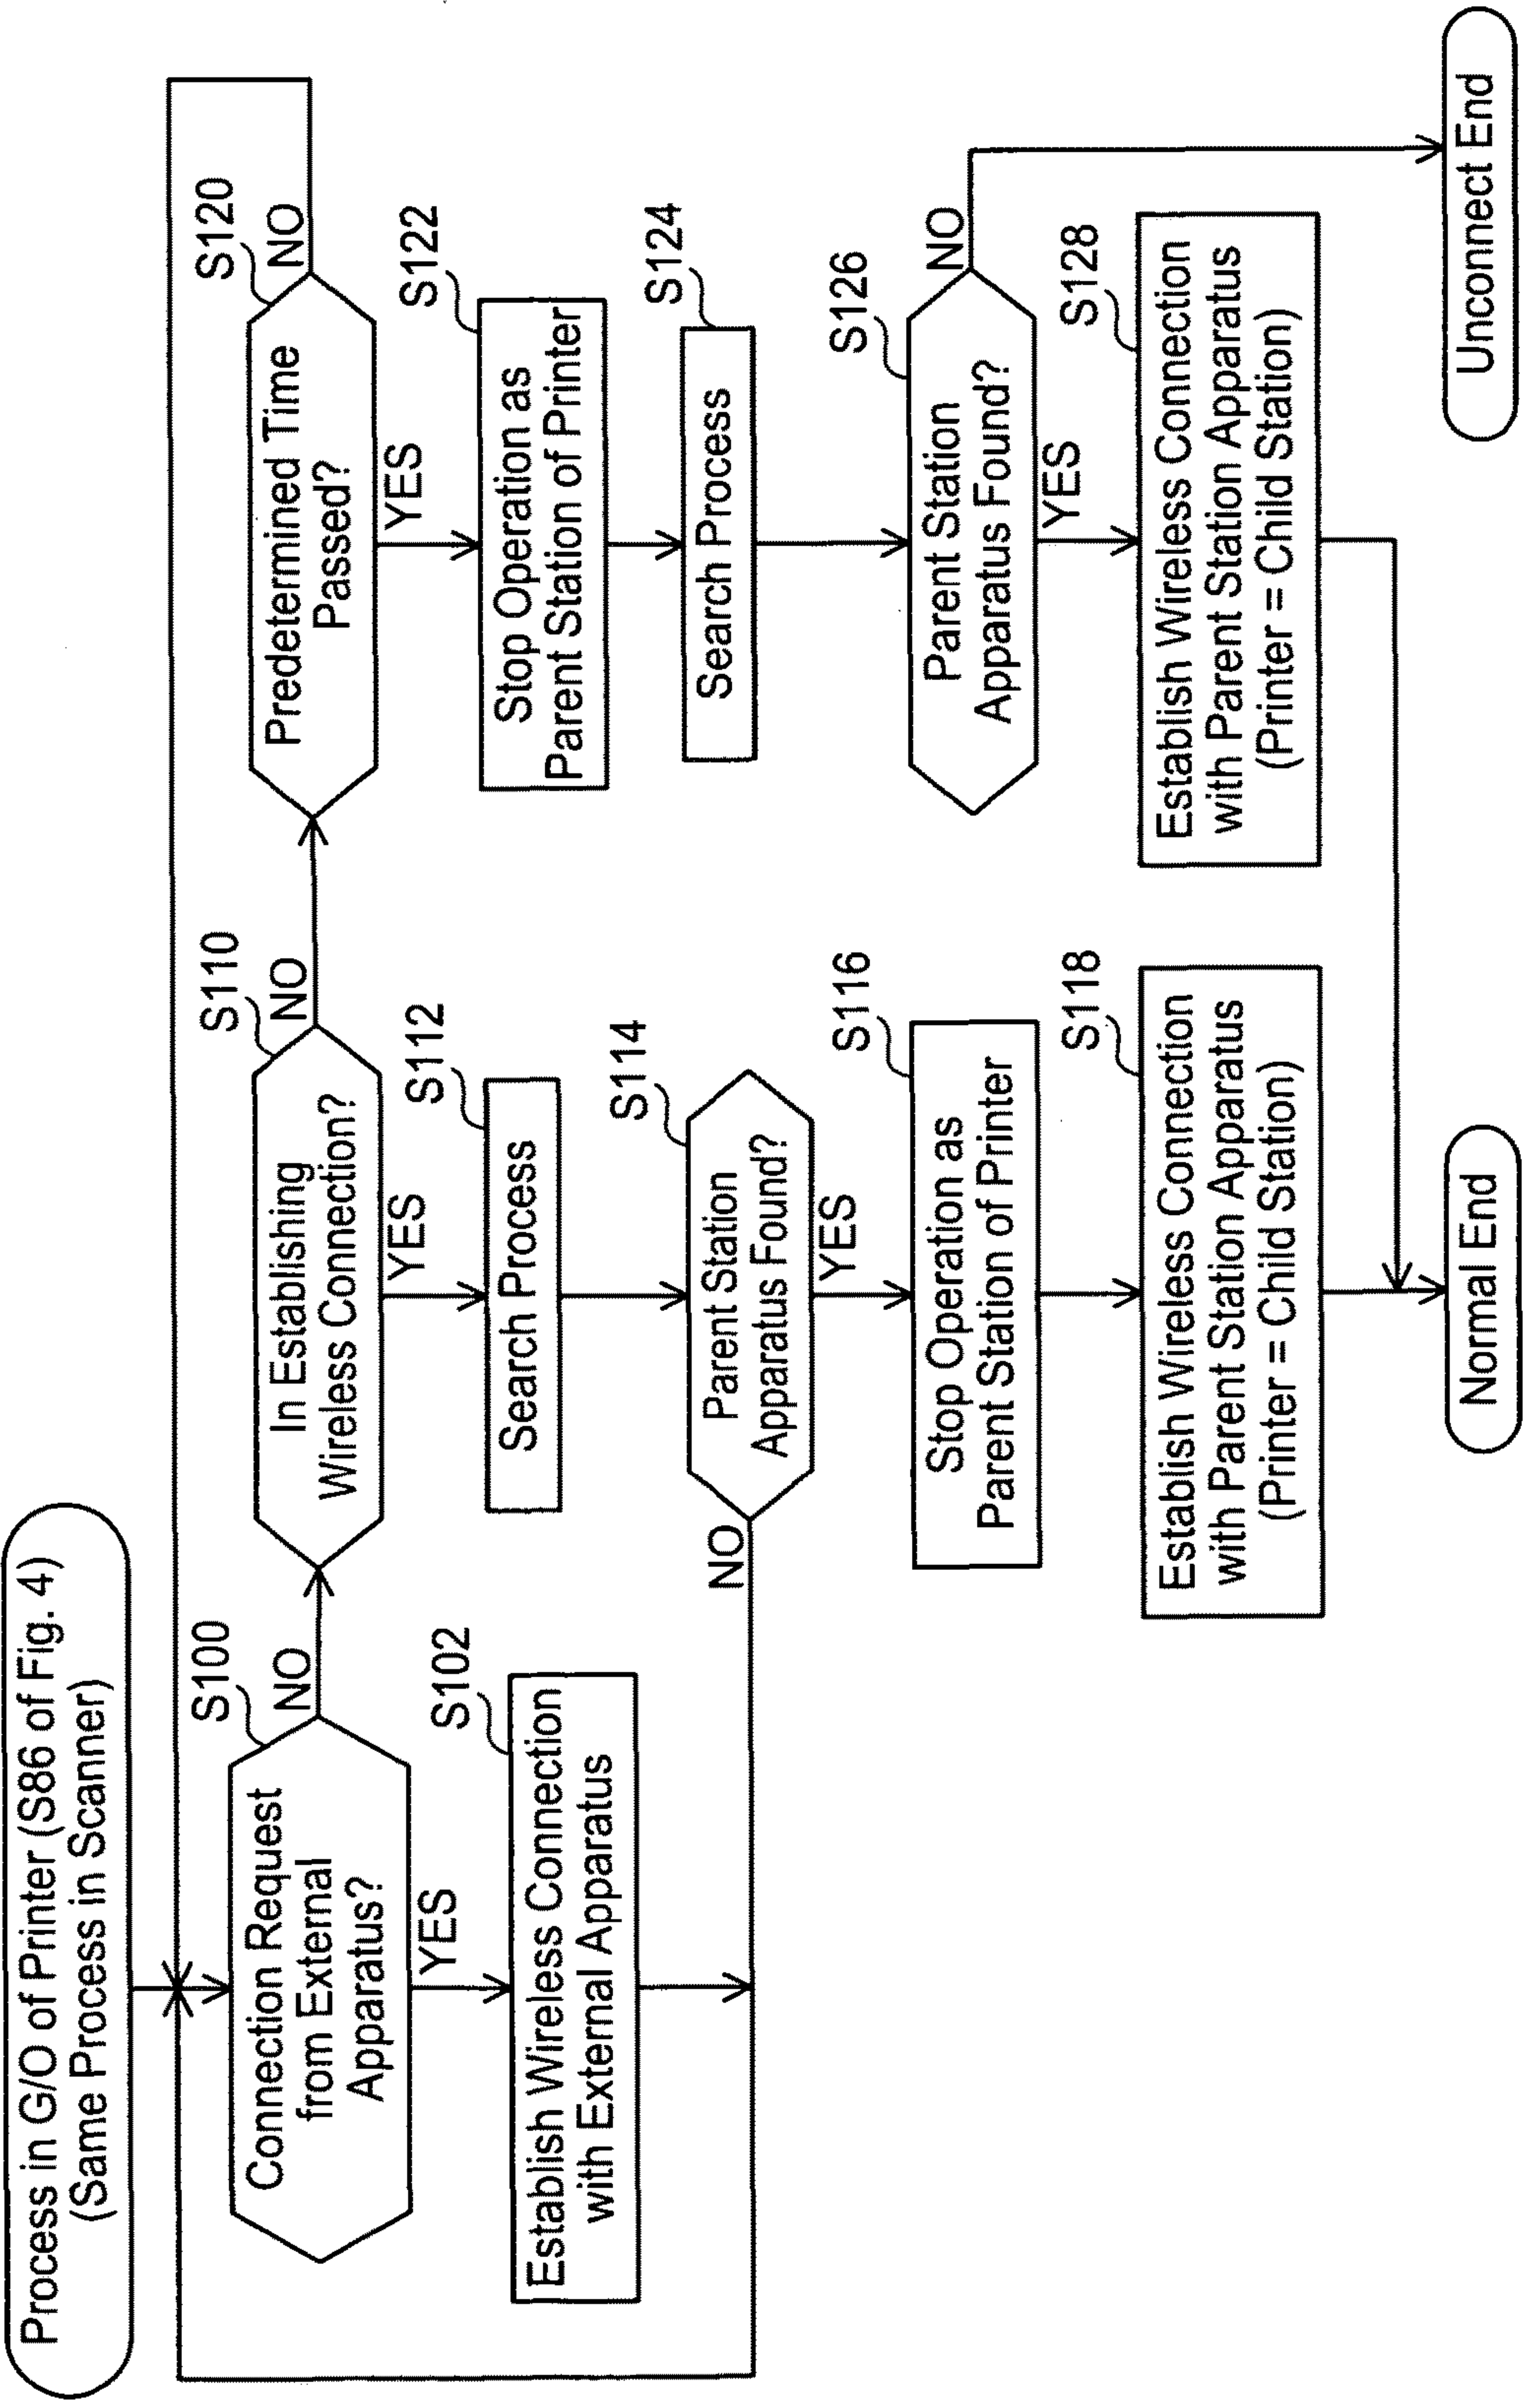 Process in G/O of Printer (S86 of Fig. 4)
(Same Process in Scanner)
S100
Connection Request
from External
Apparatus?
NO
YES
S102
Establish Wireless Connection
with External Apparatus
S110
In Establishing
Wireless Connection?
NO
YES
S112
Search Process
S114
Parent Station
Apparatus Found?
NO
YES
S116
Stop Operation as
Parent Station of Printer
S118
Establish Wireless Connection
with Parent Station Apparatus
(Printer = Child Station)
Normal End
S120
Predetermined Time
Passed?
NO
YES
S122
Stop Operation as
Parent Station of Printer
S124
Search Process
S126
Parent Station
Apparatus Found?
NO
YES
S128
Establish Wireless Connection
with Parent Station Apparatus
(Printer = Child Station)
Unconnect End